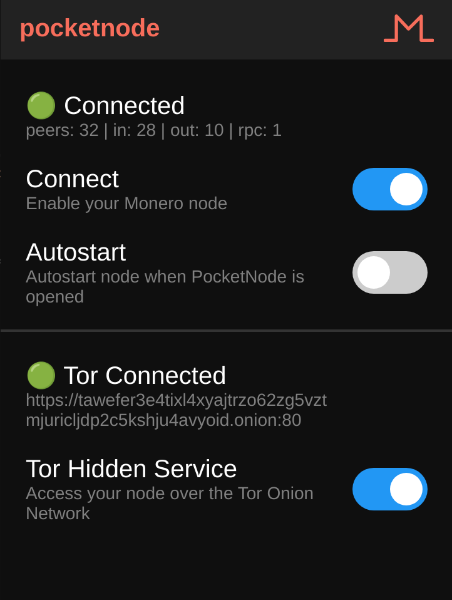 pocketnode
Connected
peers: 32 | in: 28 | out: 10 | rpc: 1
Connect
Enable your Monero node
Autostart
Autostart node when PocketNode is
opened
Tor Connected
https://tawefer3e4tixl4xyajtrzo62zg5vzt
mjuricljdp2c5kshju4avyoid.onion:80
Tor Hidden Service
Access your node over the Tor Onion
Network